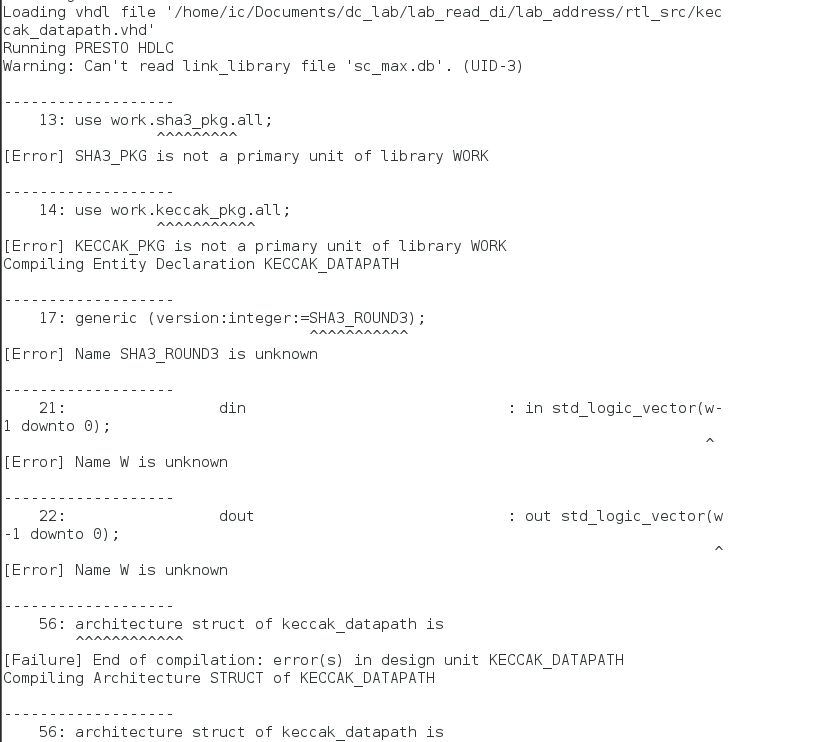 Loading vhdl file '/home/ic/Documents/dc_lab/lab_read_di/lab_address/rtl_src/kec
cak_datapath.vhd'
Running PRESTO HDLC
Warning: Can't read link_library file 'sc_max.db'. (UID-3)
-------------------
    13: use work.sha3_pkg.all;
                 ^^^^^^^^^
[Error] SHA3_PKG is not a primary unit of library WORK
-------------------
    14: use work.keccak_pkg.all;
                 ^^^^^^^^^^^
[Error] KECCAK_PKG is not a primary unit of library WORK
Compiling Entity Declaration KECCAK_DATAPATH
-------------------
    17: generic (version:integer:=SHA3_ROUND3);
                                  ^^^^^^^^^^^
[Error] Name SHA3_ROUND3 is unknown
-------------------
    21:                 din                             : in std_logic_vector(w-
1 downto 0);
                                                                              ^
[Error] Name W is unknown
-------------------
    22:                 dout                            : out std_logic_vector(w
-1 downto 0);
                                                                               ^
[Error] Name W is unknown
-------------------
    56: architecture struct of keccak_datapath is
        ^^^^^^^^^^^^
[Failure] End of compilation: error(s) in design unit KECCAK_DATAPATH
Compiling Architecture STRUCT of KECCAK_DATAPATH
-------------------
    56: architecture struct of keccak_datapath is